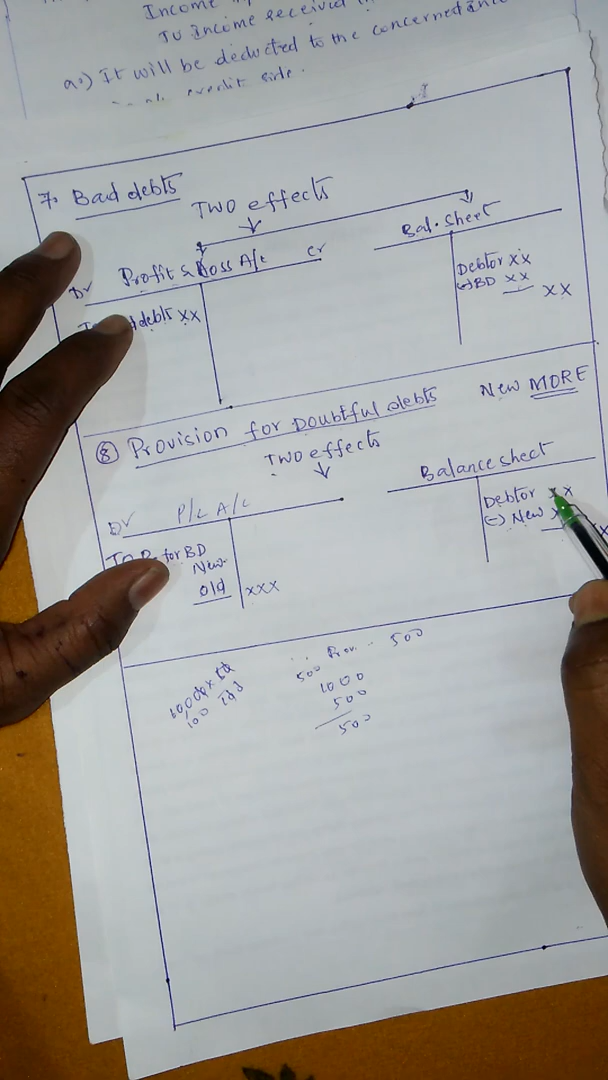 Income
To Income received
a.) It will be deducted to the concerned
credit side.
7. Bad debts
TWO effects
Bal. Sheet
Profit & Loss A/c Cr
Dr
debts XX
Debtor XX
(-) BD XX
XX
⑧ Provision for Doubtful debts New MORE
TWO effects
Balance sheet
Dr P/L A/c
for BD
New
Old XXX
Debtor XX
(-) New
500 Prov. 500
1000
500
500
100